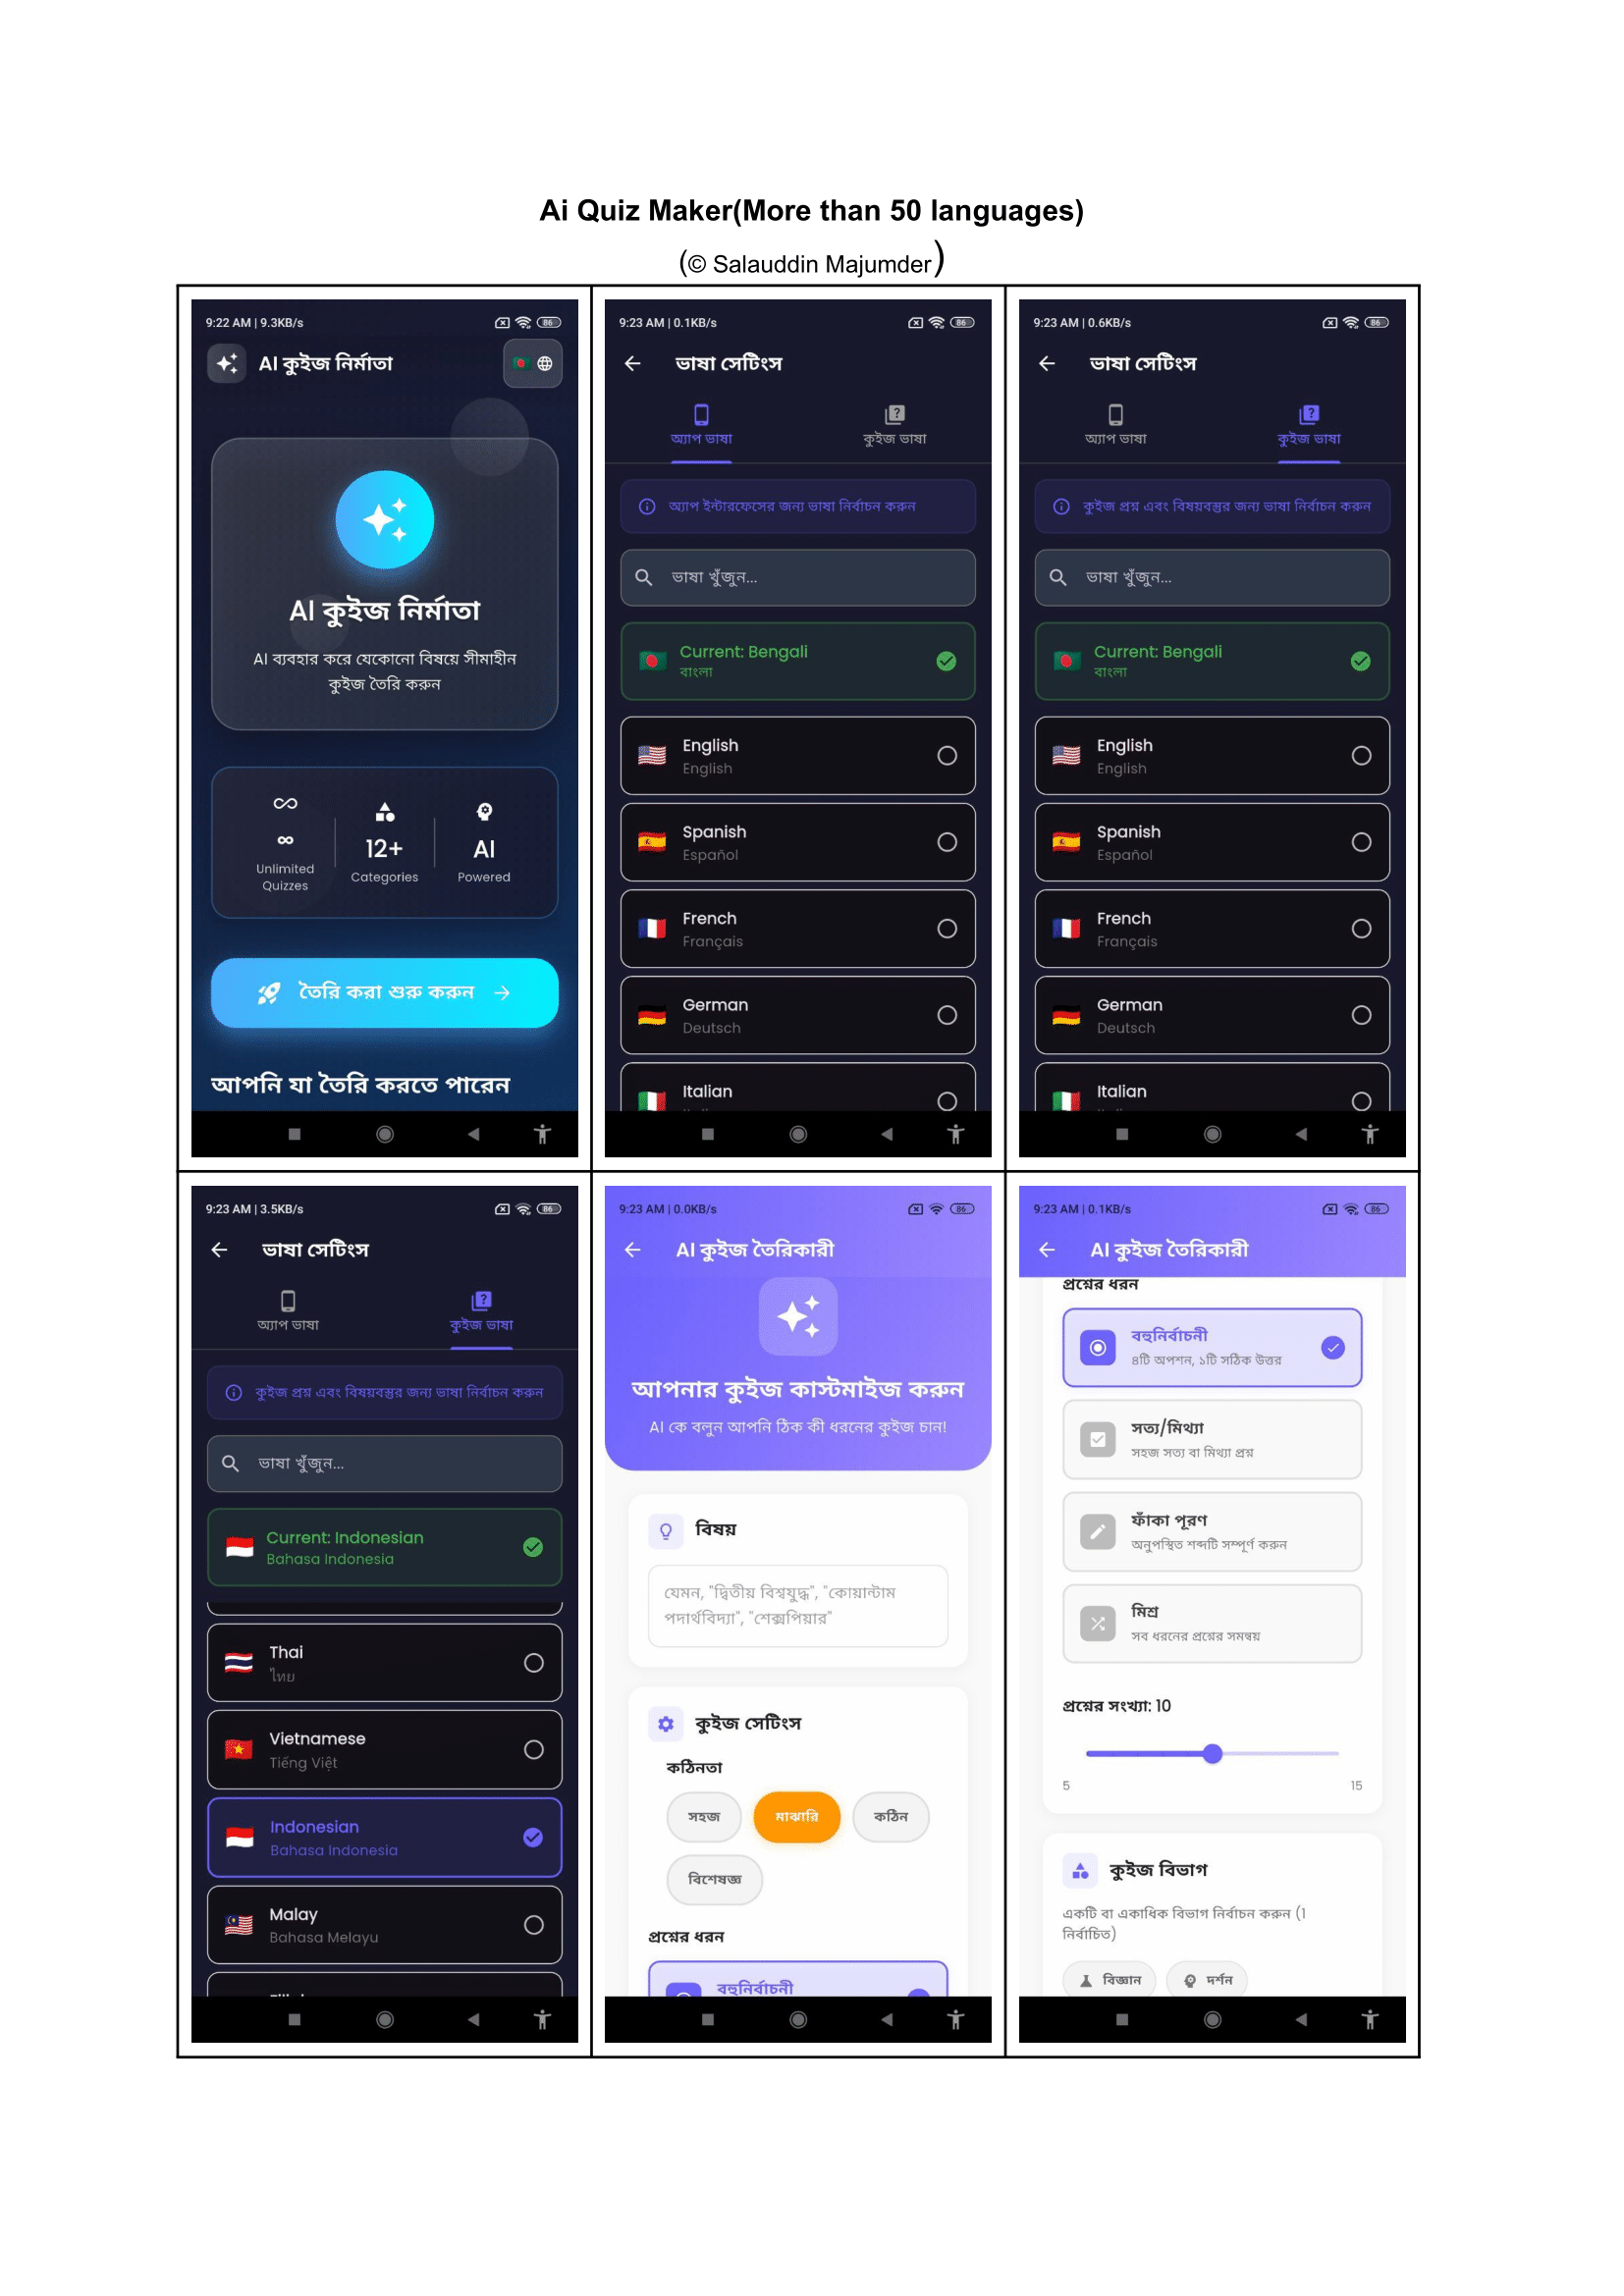 Ai Quiz Maker(More than 50 languages)
(© Salauddin Majumder)
9:22 AM | 9.3KB/s
86
AI কুইজ নির্মাতা
AI কুইজ নির্মাতা
AI ব্যবহার করে যেকোনো বিষয়ে সীমাহীন
কুইজ তৈরি করুন
∞
Unlimited
Quizzes
12+
Categories
AI
Powered
তৈরি করা শুরু করুন
আপনি যা তৈরি করতে পারেন
9:23 AM | 0.1KB/s
86
ভাষা সেটিংস
অ্যাপ ভাষা
কুইজ ভাষা
অ্যাপ ইন্টারফেসের জন্য ভাষা নির্বাচন করুন
ভাষা খুঁজুন...
Current: Bengali
বাংলা
English
English
Spanish
Español
French
Français
German
Deutsch
Italian
9:23 AM | 0.6KB/s
86
ভাষা সেটিংস
অ্যাপ ভাষা
কুইজ ভাষা
কুইজ প্রশ্ন এবং বিষয়বস্তুর জন্য ভাষা নির্বাচন করুন
ভাষা খুঁজুন...
Current: Bengali
বাংলা
English
English
Spanish
Español
French
Français
German
Deutsch
Italian
9:23 AM | 3.5KB/s
86
ভাষা সেটিংস
অ্যাপ ভাষা
কুইজ ভাষা
কুইজ প্রশ্ন এবং বিষয়বস্তুর জন্য ভাষা নির্বাচন করুন
ভাষা খুঁজুন...
Current: Indonesian
Bahasa Indonesia
Thai
ไทย
Vietnamese
Tiếng Việt
Indonesian
Bahasa Indonesia
Malay
Bahasa Melayu
9:23 AM | 0.0KB/s
86
AI কুইজ তৈরিকারী
আপনার কুইজ কাস্টমাইজ করুন
AI কে বলুন আপনি ঠিক কী ধরনের কুইজ চান!
বিষয়
যেমন, "দ্বিতীয় বিশ্বযুদ্ধ", "কোয়ান্টাম
পদার্থবিদ্যা", "শেক্সপিয়ার"
কুইজ সেটিংস
কঠিনতা
সহজ
মাঝারি
কঠিন
বিশেষজ্ঞ
প্রশ্নের ধরন
বহুনির্বাচনী
9:23 AM | 0.1KB/s
86
AI কুইজ তৈরিকারী
প্রশ্নের ধরন
বহুনির্বাচনী
৪টি অপশন, ১টি সঠিক উত্তর
সত্য/মিথ্যা
সহজ সত্য বা মিথ্যা প্রশ্ন
ফাঁকা পূরণ
অনুপস্থিত শব্দটি সম্পূর্ণ করুন
মিশ্র
সব ধরনের প্রশ্নের সমন্বয়
প্রশ্নের সংখ্যা: 10
5
15
কুইজ বিভাগ
একটি বা একাধিক বিভাগ নির্বাচন করুন (1
নির্বাচিত)
বিজ্ঞান
দর্শন